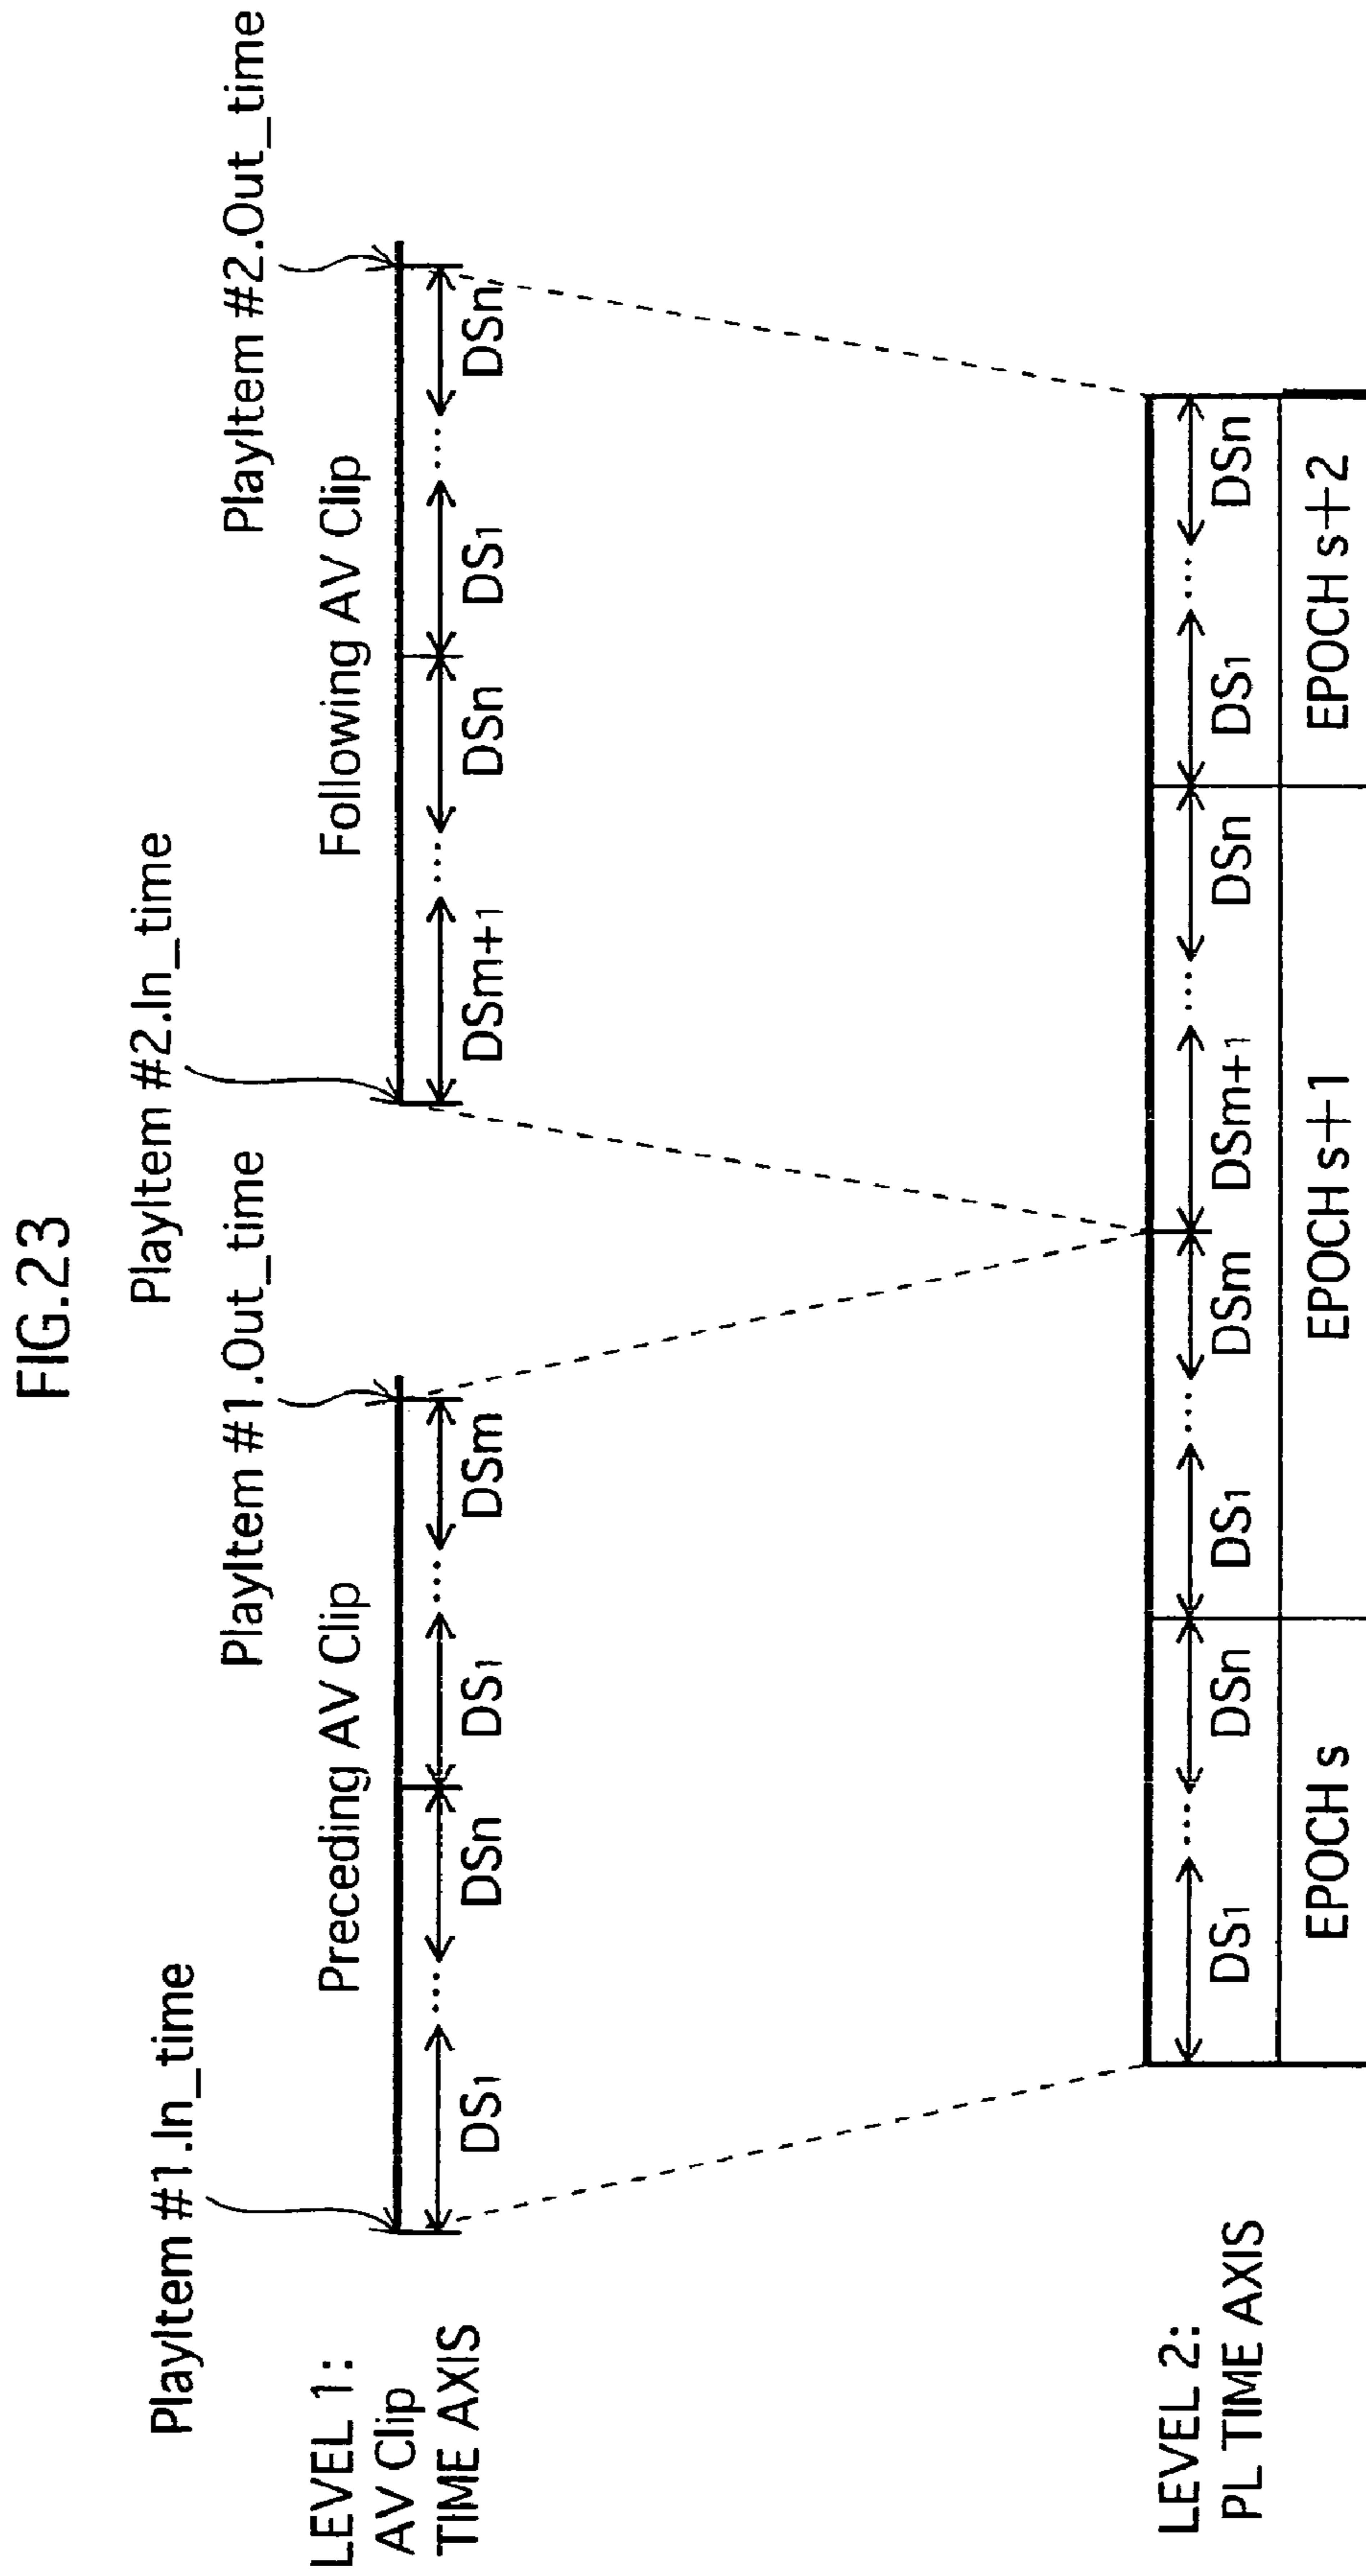 FIG.23
PlayItem #1.In_time
PlayItem #1.Out_time
PlayItem #2.In_time
PlayItem #2.Out_time
Preceding AV Clip
Following AV Clip
LEVEL 1:
AV Clip
TIME AXIS
DS1 ... DSn DS1 ... DSm
DSm+1 ... DSn DS1 ... DSn
LEVEL 2:
PL TIME AXIS
DS1 ... DSn DS1 ... DSm DSm+1 ... DSn DS1 ... DSn
EPOCH s EPOCH s+1 EPOCH s+2